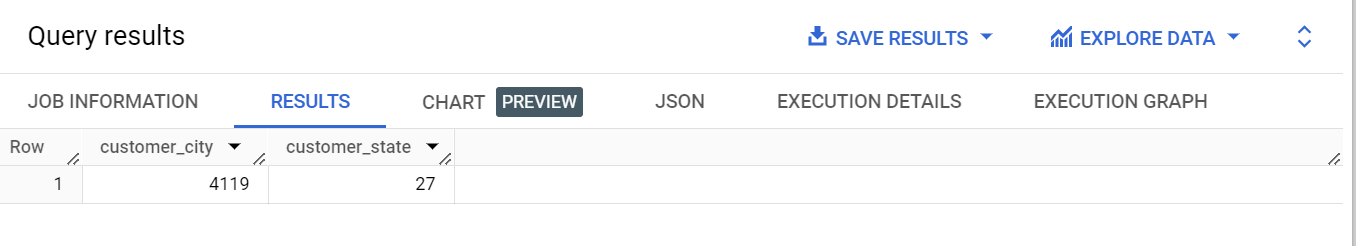 Query results SAVE RESULTS EXPLORE DATA
JOB INFORMATION RESULTS CHART PREVIEW JSON EXECUTION DETAILS EXECUTION GRAPH
Row customer_city customer_state
1 4119 27